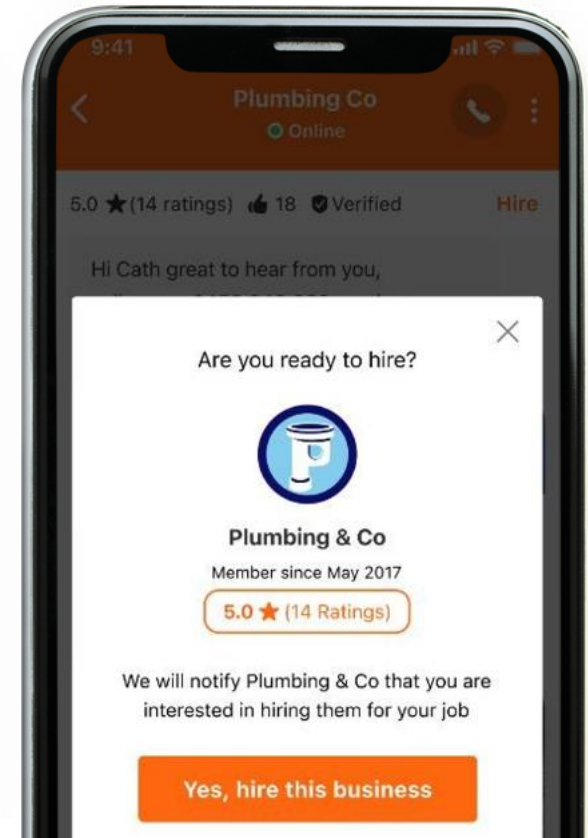 9:41
Plumbing Co
Online
5.0 ★ (14 ratings) 18 Verified Hire
Hi Cath great to hear from you,
Are you ready to hire?
P
Plumbing & Co
Member since May 2017
5.0 ★ (14 Ratings)
We will notify Plumbing & Co that you are
interested in hiring them for your job
Yes, hire this business